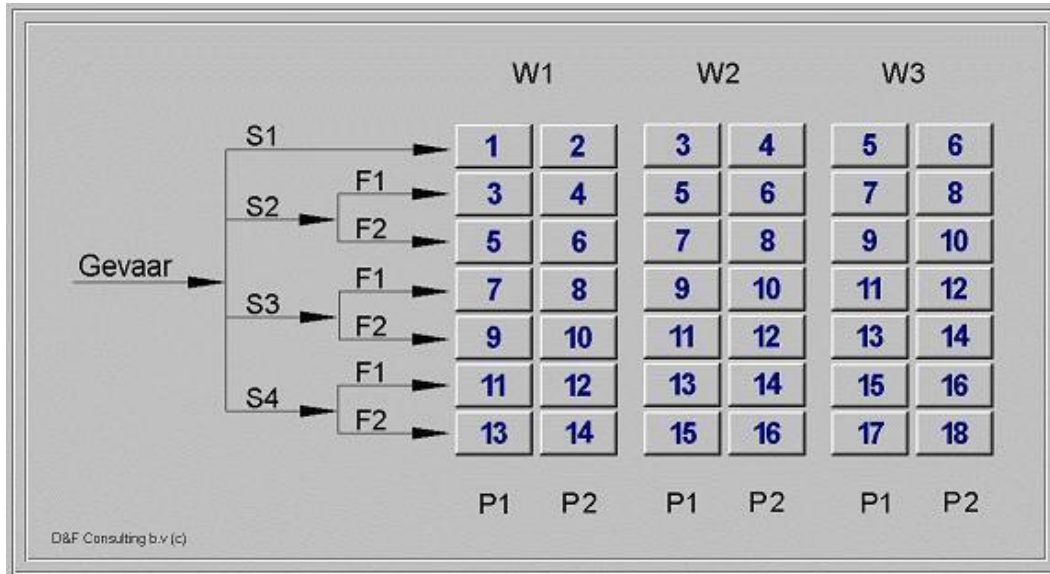 W1 W2 W3
S1 1 2 3 4 5 6
F1 3 4 5 6 7 8
S2
F2 5 6 7 8 9 10
Gevaar
F1 7 8 9 10 11 12
S3
F2 9 10 11 12 13 14
F1 11 12 13 14 15 16
S4
F2 13 14 15 16 17 18
P1 P2 P1 P2 P1 P2
D&F Consulting b.v (c)